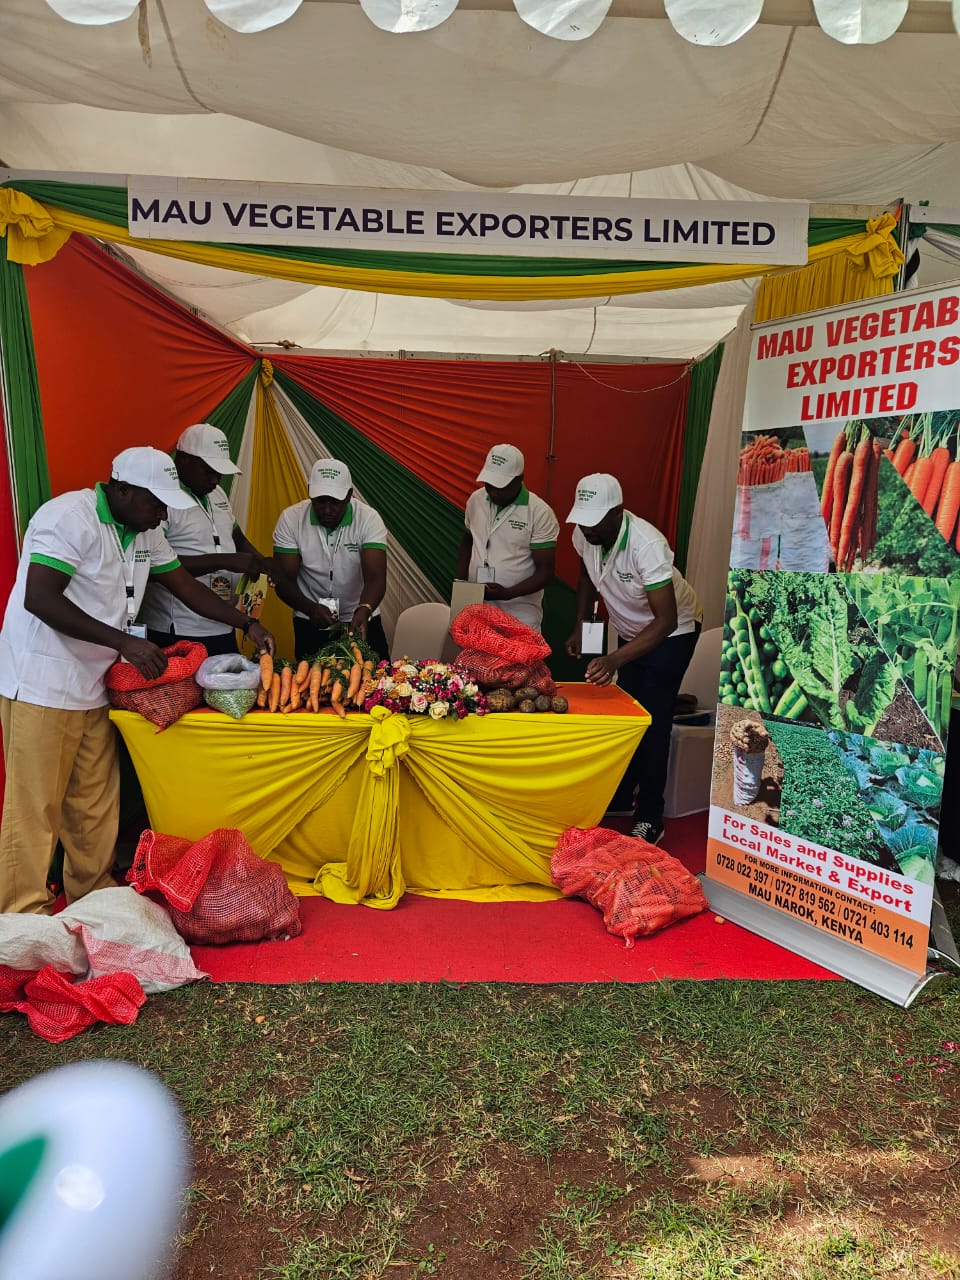 MAU VEGETABLE EXPORTERS LIMITED
MAU VEGETAB
EXPORTERS
LIMITED
For Sales and Supplies
Local Market & Export
FOR MORE INFORMATION CONTACT:
0728 022 397 / 0727 819 562 / 0721 403 114
MAU NAROK, KENYA